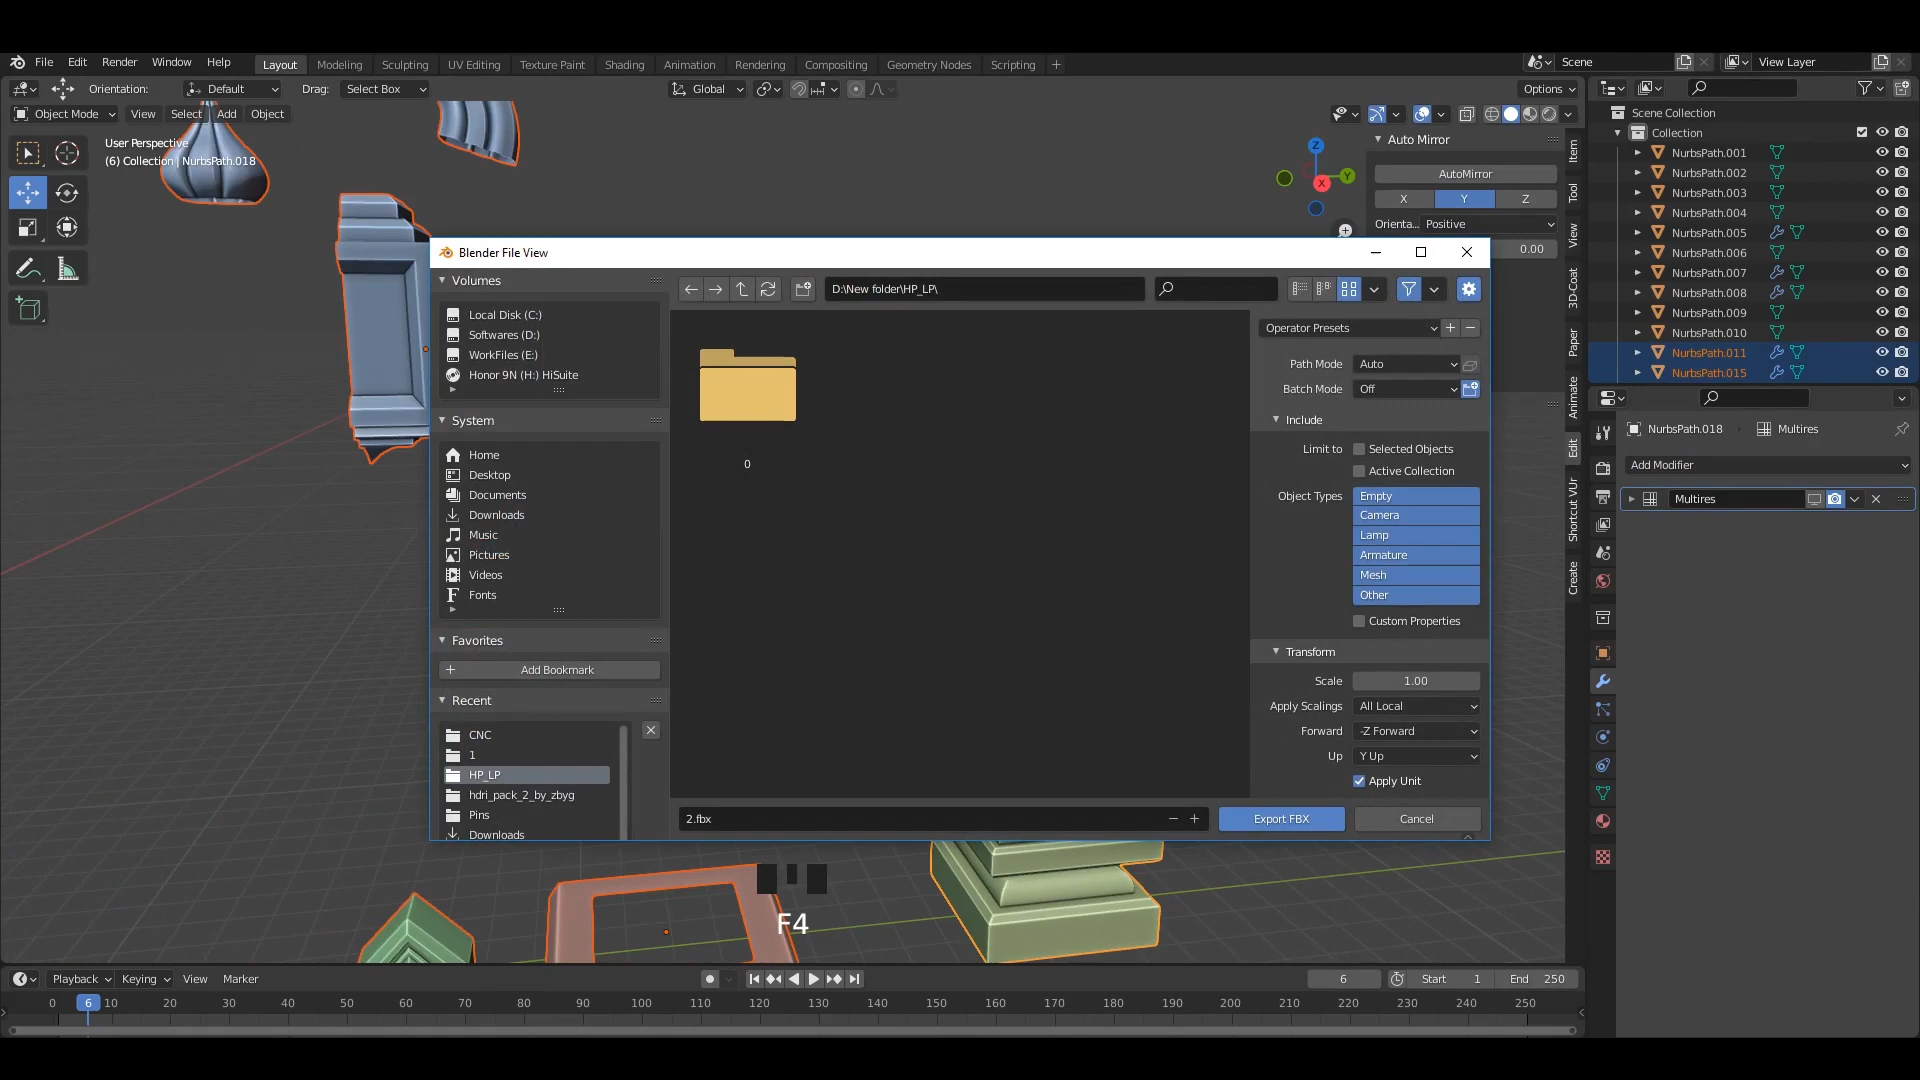 File Edit Render Window Help Layout Modeling Sculpting UV Editing Texture Paint Shading Animation Rendering Compositing Geometry Nodes Scripting + Scene View Layer
Orientation: Default Drag: Select Box Global Options
Object Mode View Select Add Object
User Perspective
(6) Collection | NurbsPath.018
Z
Y
X
Auto Mirror
AutoMirror
X Y Z
Orienta... Positive
0.00
Item
Tool
View
3D-Coat
Paper
Animate
Edit
Shortcut VUr
Create
Scene Collection
Collection
NurbsPath.001
NurbsPath.002
NurbsPath.003
NurbsPath.004
NurbsPath.005
NurbsPath.006
NurbsPath.007
NurbsPath.008
NurbsPath.009
NurbsPath.010
NurbsPath.011
NurbsPath.015
NurbsPath.018 Multires
Add Modifier
Multires
Blender File View
Volumes
Local Disk (C:)
Softwares (D:)
WorkFiles (E:)
Honor 9N (H:) HiSuite
System
Home
Desktop
Documents
Downloads
Music
Pictures
Videos
Fonts
Favorites
Add Bookmark
Recent
CNC
1
HP_LP
hdri_pack_2_by_zbyg
Pins
Downloads
D:\New folder\HP_LP\
0
Operator Presets
Path Mode Auto
Batch Mode Off
Include
Limit to Selected Objects
Active Collection
Object Types Empty
Camera
Lamp
Armature
Mesh
Other
Custom Properties
Transform
Scale 1.00
Apply Scalings All Local
Forward -Z Forward
Up Y Up
Apply Unit
2.fbx Export FBX Cancel
F4
Playback Keying View Marker 6 Start 1 End 250
0 6 10 20 30 40 50 60 70 80 90 100 110 120 130 140 150 160 170 180 190 200 210 220 230 240 250